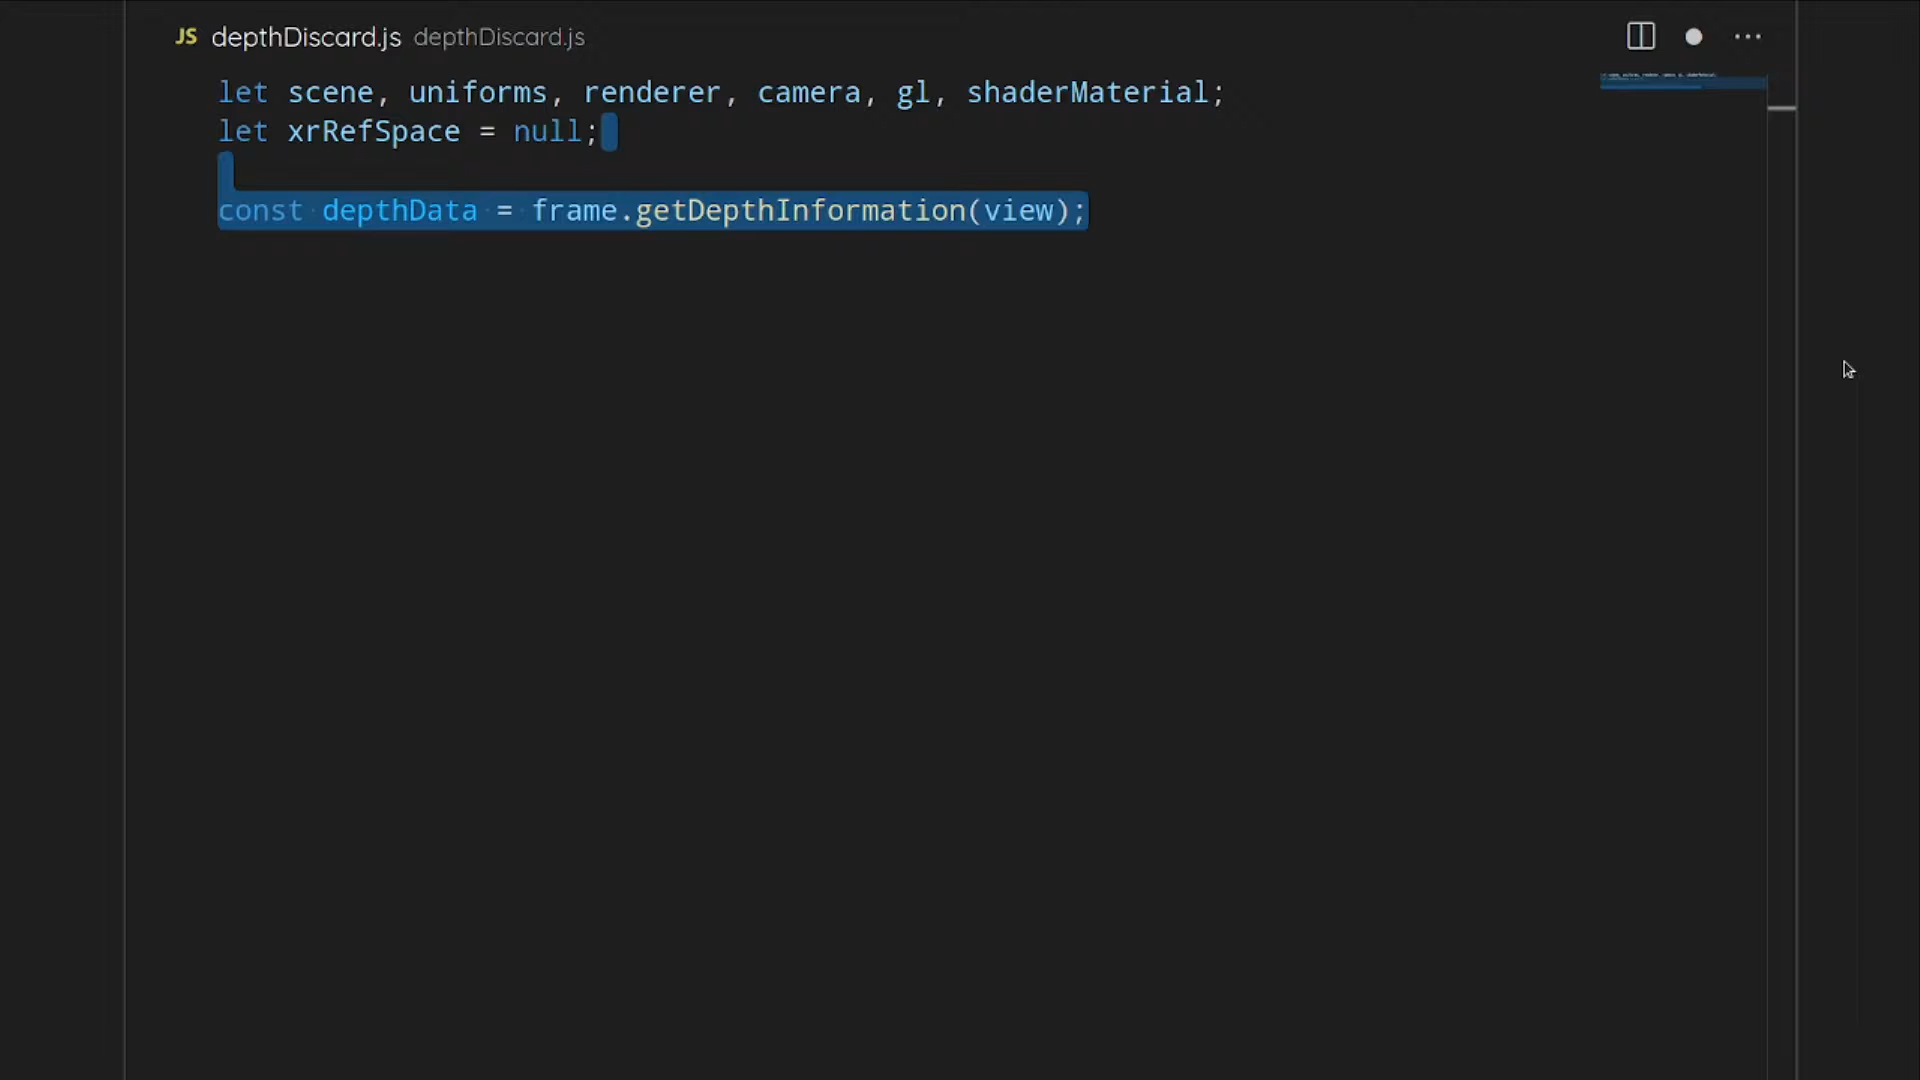 JS depthDiscard.js depthDiscard.js
let scene, uniforms, renderer, camera, gl, shaderMaterial;
let xrRefSpace = null;
const depthData = frame.getDepthInformation(view);